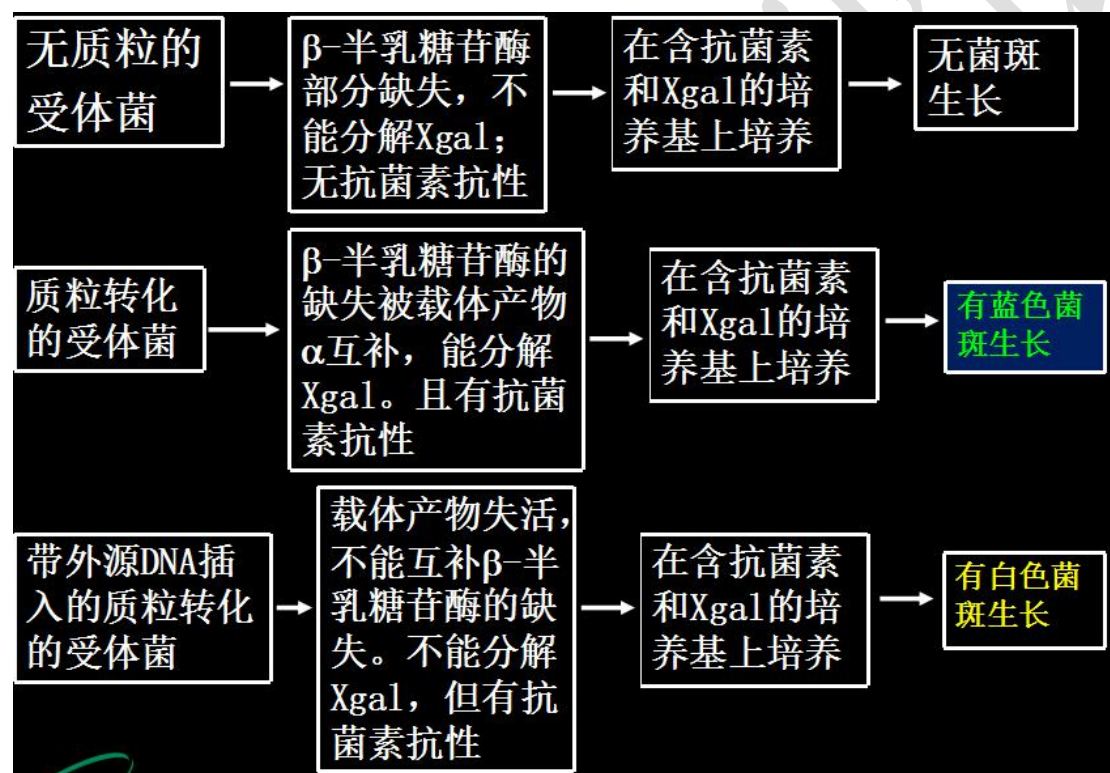 无质粒的
受体菌
β-半乳糖苷酶
部分缺失，不
能分解Xgal；
无抗菌素抗性
在含抗菌素
和Xgal的培
养基上培养
无菌斑
生长
质粒转化
的受体菌
β-半乳糖苷酶的
缺失被载体产物
α互补，能分解
Xgal。且有抗菌
素抗性
在含抗菌素
和Xgal的培
养基上培养
有蓝色菌
斑生长
带外源DNA插
入的质粒转化
的受体菌
载体产物失活，
不能互补β-半
乳糖苷酶的缺
失。不能分解
Xgal，但有抗
菌素抗性
在含抗菌素
和Xgal的培
养基上培养
有白色菌
斑生长